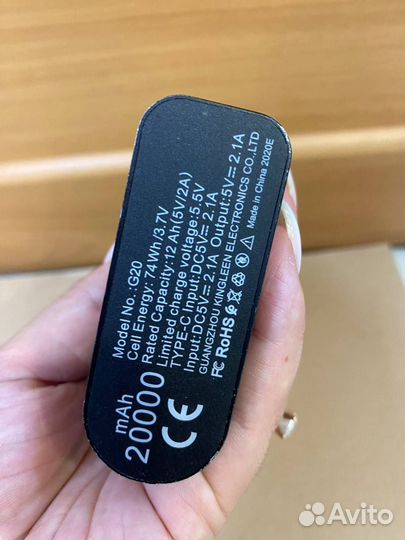 Model No.: G20
Cell Energy: 74Wh/3.7V
Rated Capacity:12 Ah(5V/2A)
Limited charge voltage:5.5V
TYPE-C Input:DC5V⎓2.1A
Input:DC5V⎓2.1A Output:5V⎓2.1A
GUANGZHOU KINGLEEN ELECTRONICS CO.,LTD
FC RoHS Made in China 2020E
mAh
20000
CE
Avito